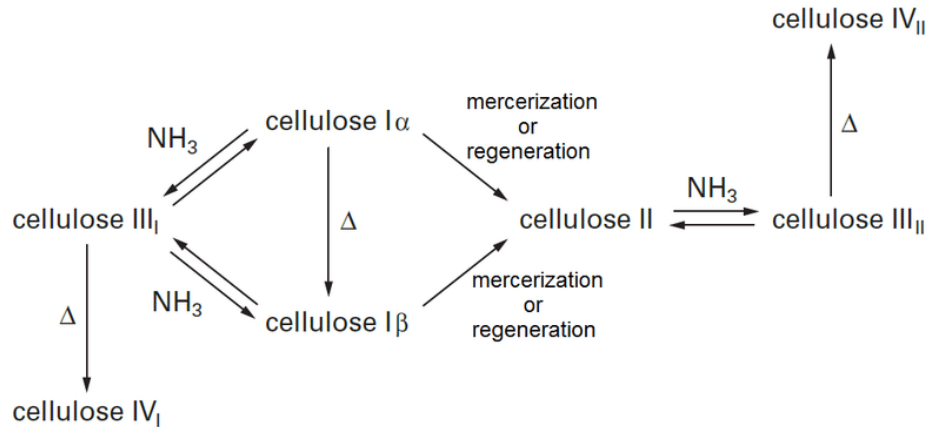 cellulose IV_II
mercerization
or
regeneration
cellulose Iα
NH₃
Δ
NH₃
cellulose III_I
Δ
cellulose II
cellulose III_II
NH₃
mercerization
or
regeneration
Δ
cellulose Iβ
cellulose IV_I